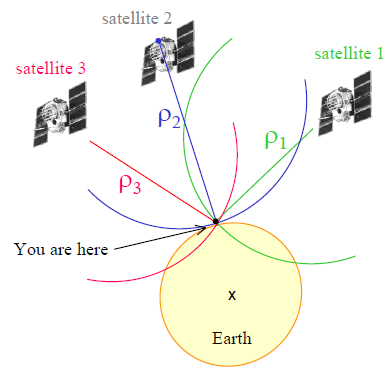 satellite 2
satellite 1
satellite 3
ρ2
ρ1
ρ3
You are here
x
Earth